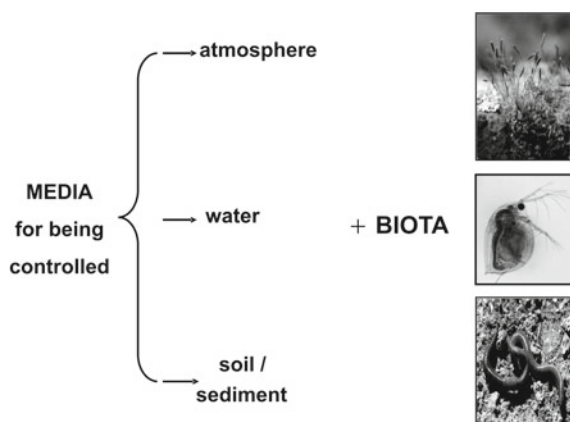 atmosphere
MEDIA
for being
controlled
water
+ BIOTA
soil /
sediment